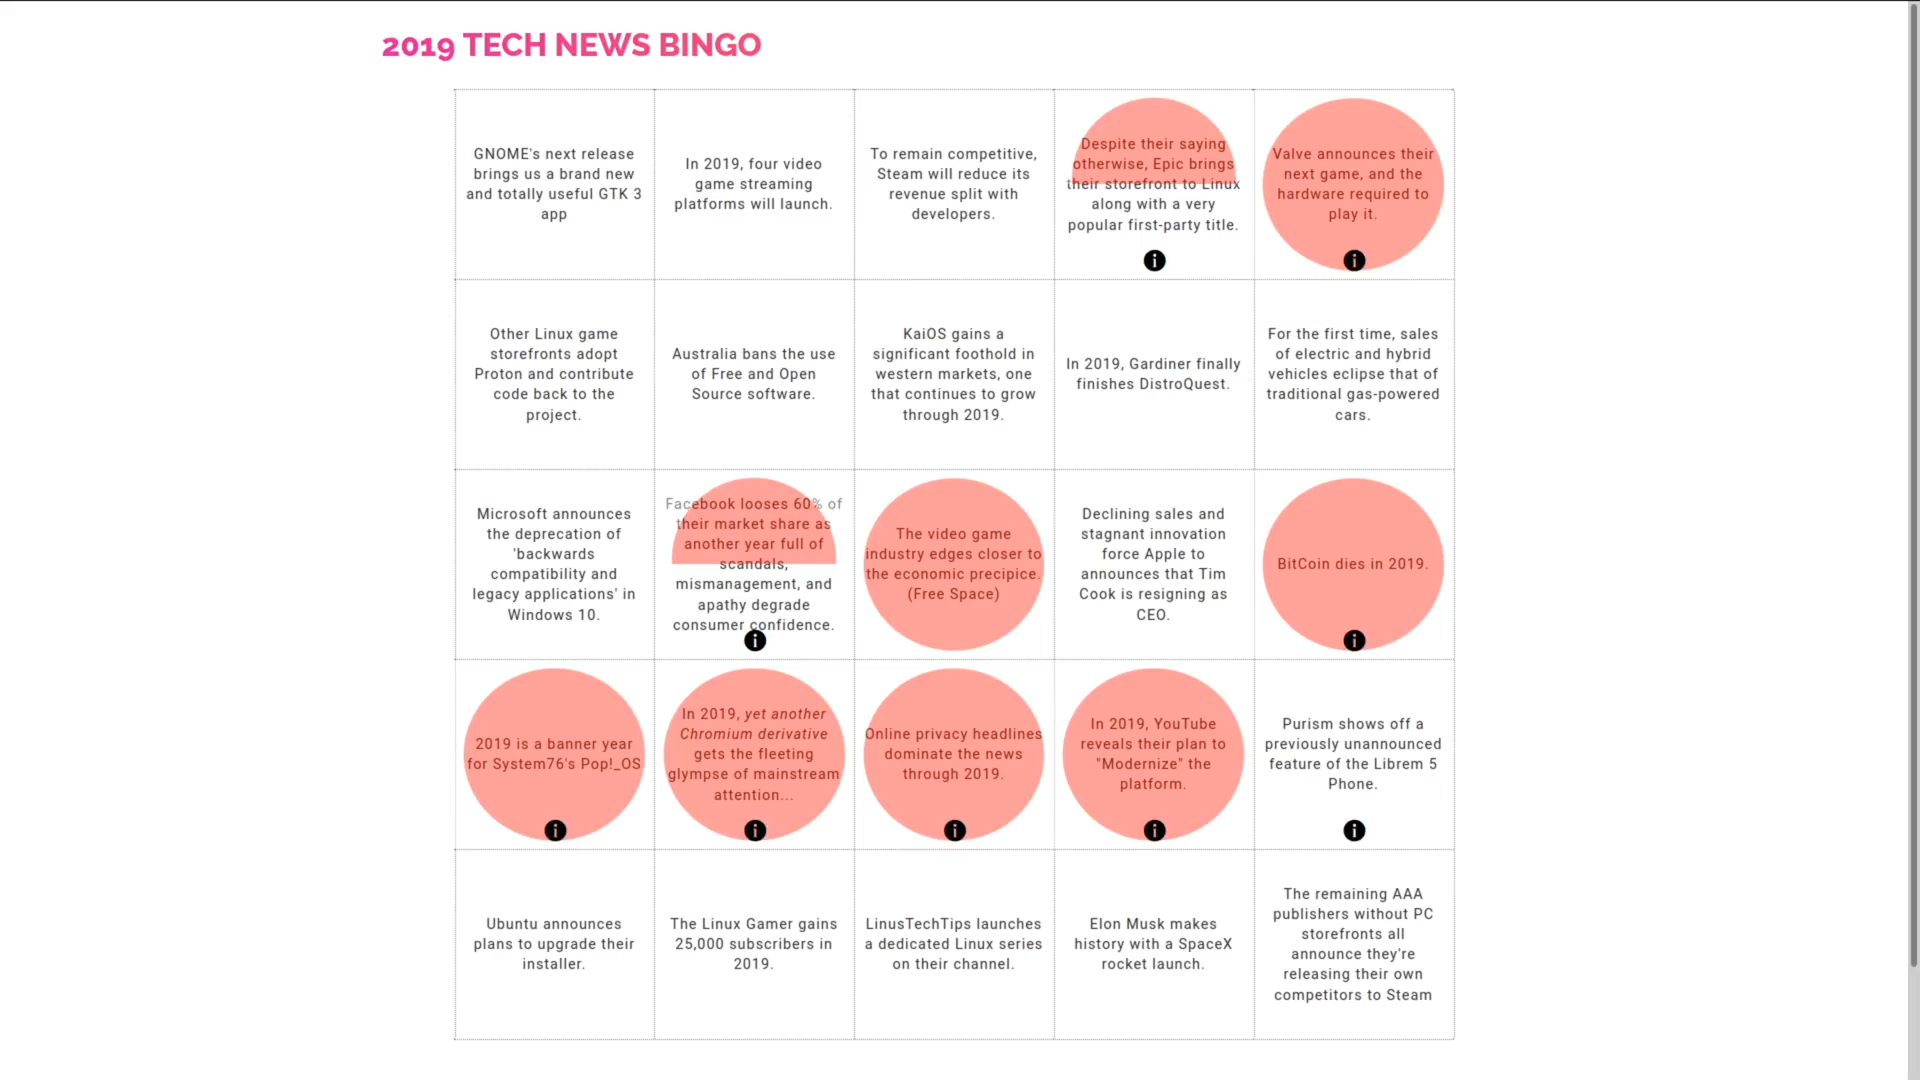 2019 TECH NEWS BINGO
GNOME's next release
brings us a brand new
and totally useful GTK 3
app
In 2019, four video
game streaming
platforms will launch.
To remain competitive,
Steam will reduce its
revenue split with
developers.
Despite their saying
otherwise, Epic brings
their storefront to Linux
along with a very
popular first-party title.
Valve announces their
next game, and the
hardware required to
play it.
Other Linux game
storefronts adopt
Proton and contribute
code back to the
project.
Australia bans the use
of Free and Open
Source software.
KaiOS gains a
significant foothold in
western markets, one
that continues to grow
through 2019.
In 2019, Gardiner finally
finishes DistroQuest.
For the first time, sales
of electric and hybrid
vehicles eclipse that of
traditional gas-powered
cars.
Microsoft announces
the deprecation of
'backwards
compatibility and
legacy applications' in
Windows 10.
Facebook looses 60% of
their market share as
another year full of
scandals,
mismanagement, and
apathy degrade
consumer confidence.
The video game
industry edges closer to
the economic precipice.
(Free Space)
Declining sales and
stagnant innovation
force Apple to
announces that Tim
Cook is resigning as
CEO.
BitCoin dies in 2019.
2019 is a banner year
for System76's Pop!_OS
In 2019, yet another
Chromium derivative
gets the fleeting
glympse of mainstream
attention...
Online privacy headlines
dominate the news
through 2019.
In 2019, YouTube
reveals their plan to
"Modernize" the
platform.
Purism shows off a
previously unannounced
feature of the Librem 5
Phone.
Ubuntu announces
plans to upgrade their
installer.
The Linux Gamer gains
25,000 subscribers in
2019.
LinusTechTips launches
a dedicated Linux series
on their channel.
Elon Musk makes
history with a SpaceX
rocket launch.
The remaining AAA
publishers without PC
storefronts all
announce they're
releasing their own
competitors to Steam